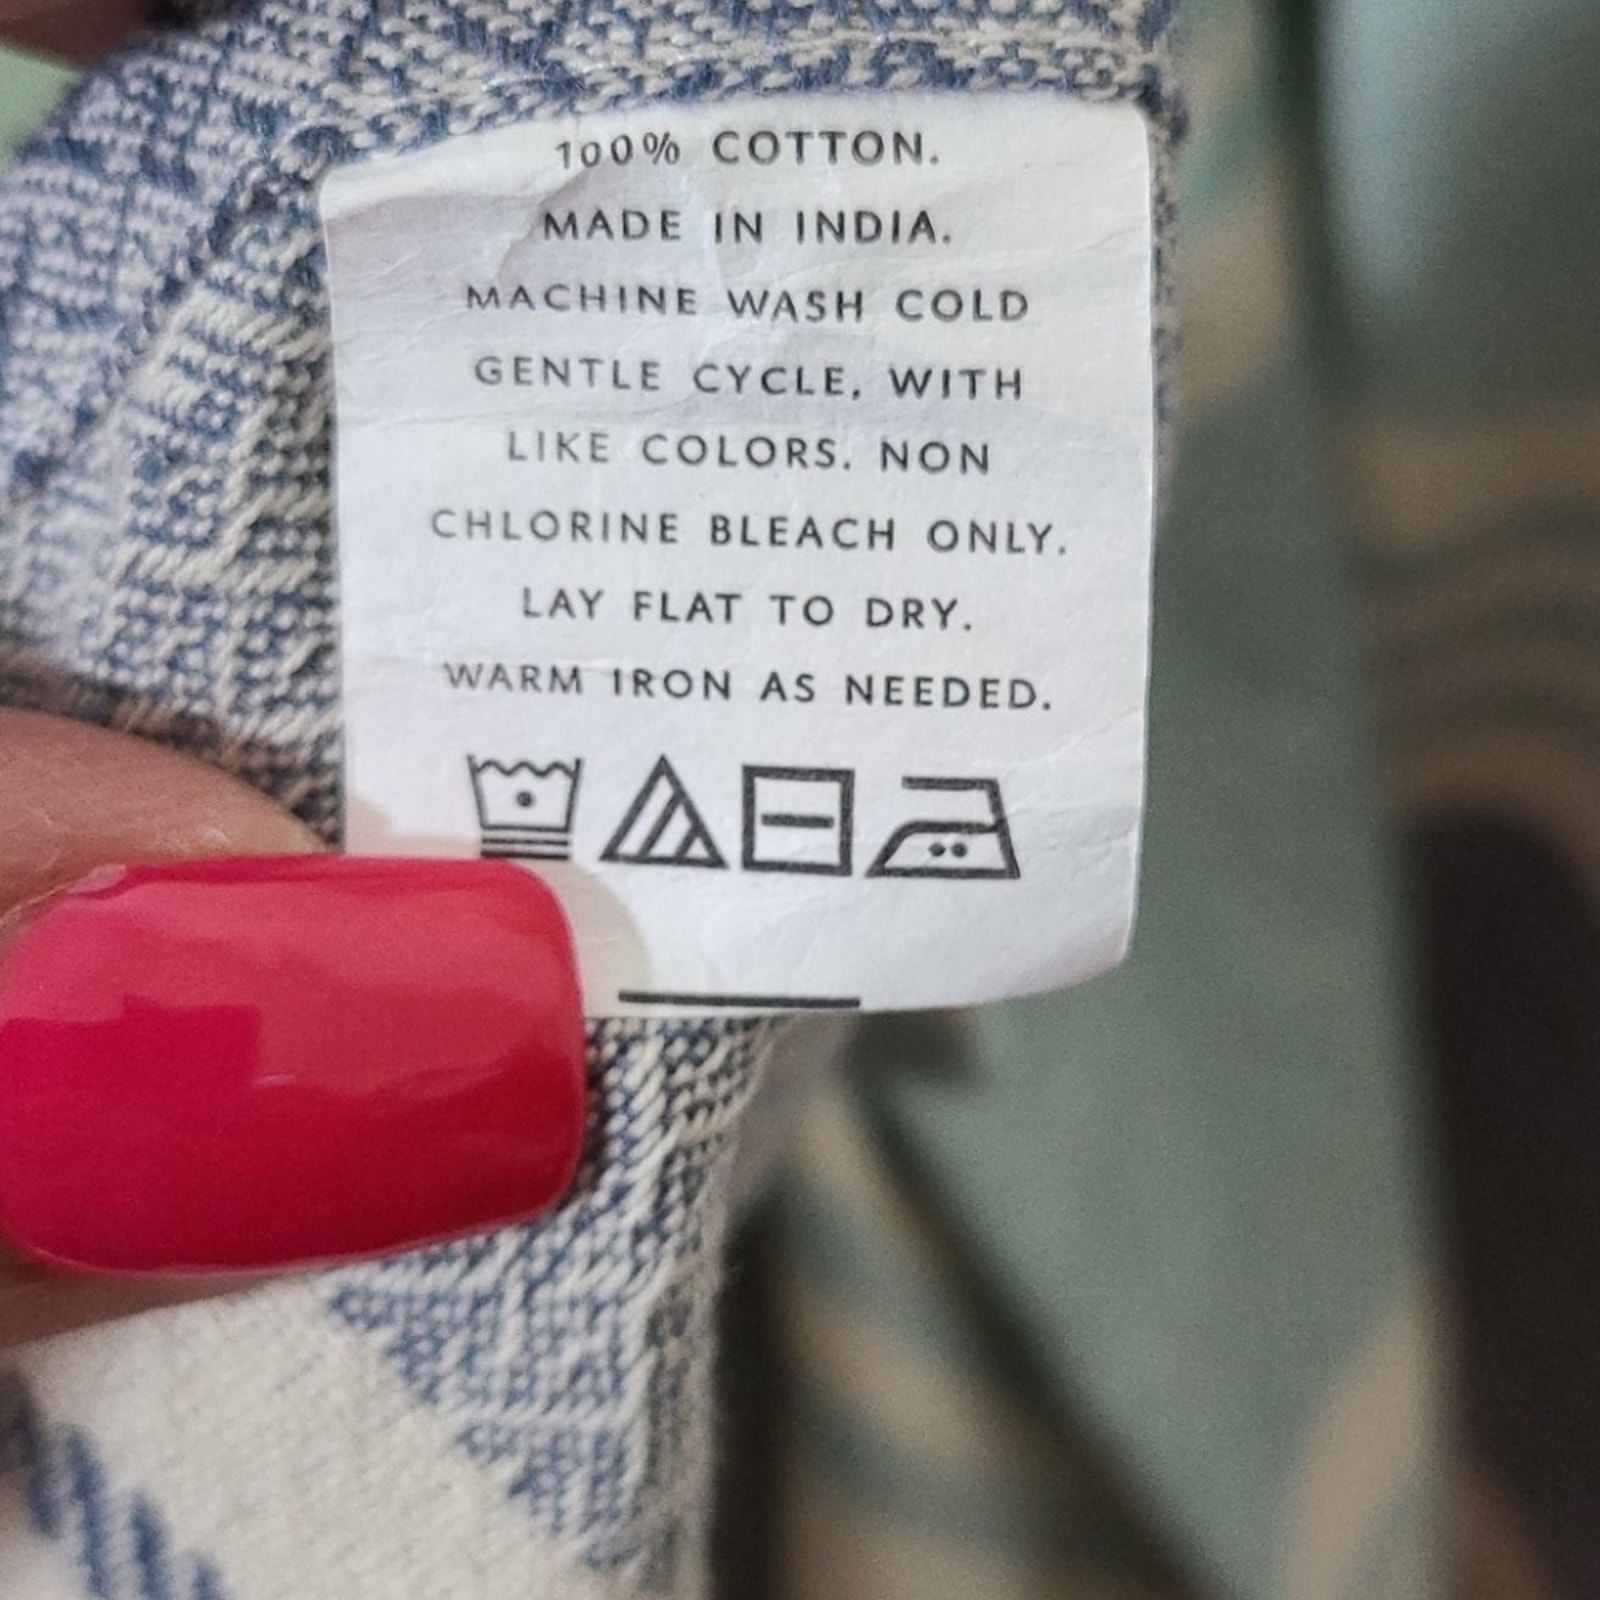 100% COTTON.
MADE IN INDIA.
MACHINE WASH COLD
GENTLE CYCLE, WITH
LIKE COLORS. NON
CHLORINE BLEACH ONLY.
LAY FLAT TO DRY.
WARM IRON AS NEEDED.